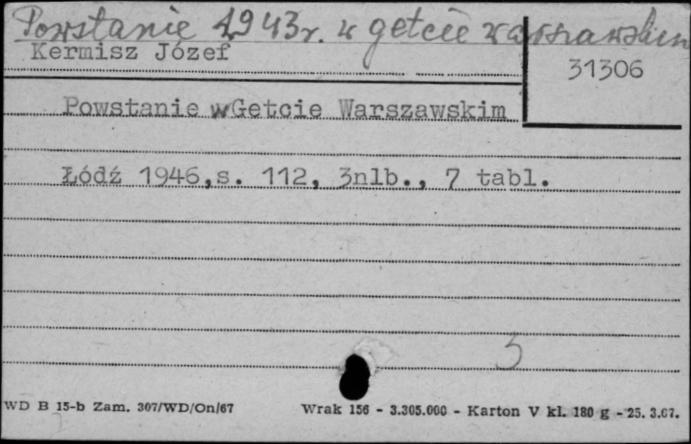 Powstanie 1943r. w getcie warszawskim
Kermisz Józef
31306
Powstanie w Getcie Warszawskim
Łódź 1946,s. 112, 3nlb., 7 tabl.
3
WD B 15-b Zam. 307/WD/On/67 Wrak 156 - 3.305.000 - Karton V kl. 180 g - 25. 3.67.